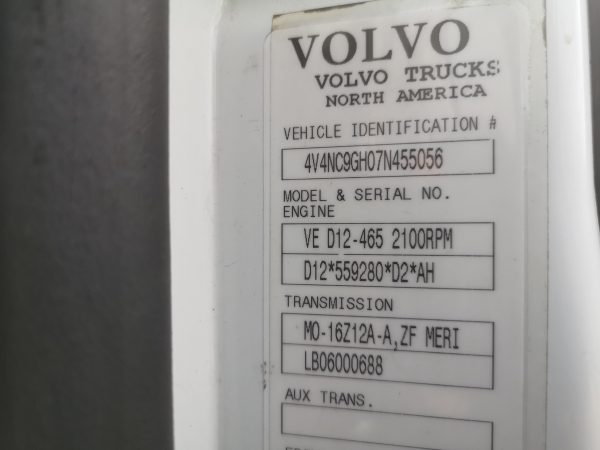 VOLVO
VOLVO TRUCKS
NORTH AMERICA
VEHICLE IDENTIFICATION #
4V4NC9GH07N455056
MODEL & SERIAL NO.
ENGINE
VE D12-465 2100RPM
D12*559280*D2*AH
TRANSMISSION
MO-16Z12A-A,ZF MERI
LB06000688
AUX TRANS.